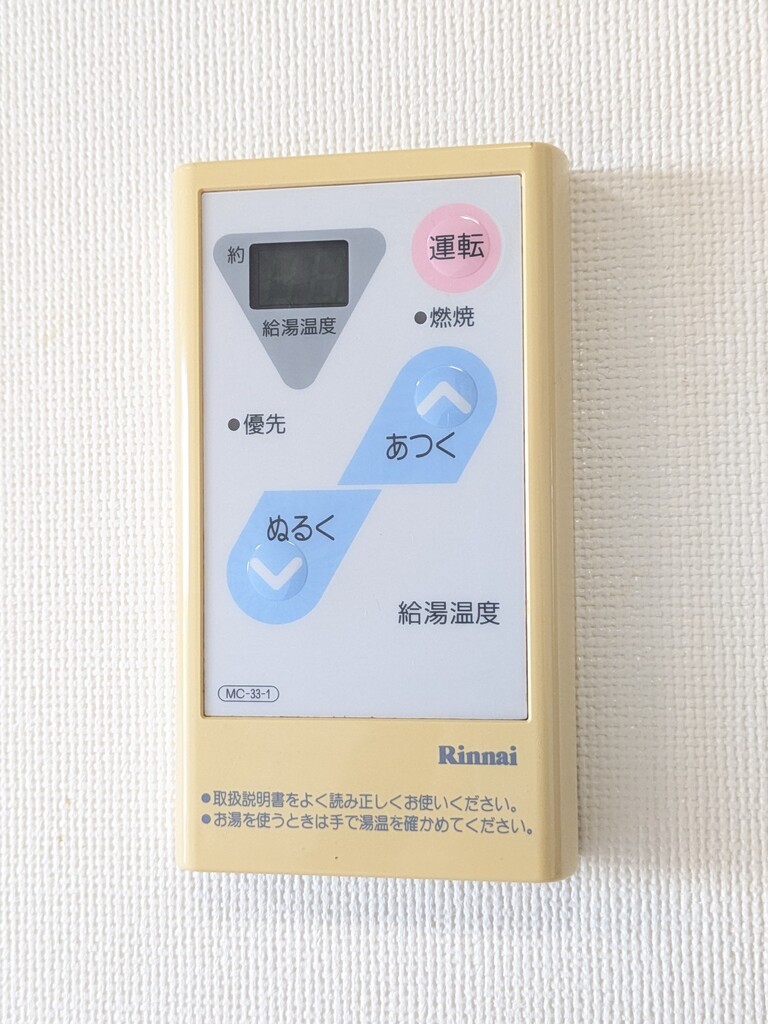 約
運転
給湯温度
●燃焼
●優先
あつく
ぬるく
給湯温度
MC-33-1
Rinnai
●取扱説明書をよく読み正しくお使いください。
●お湯を使うときは手で湯温を確かめてください。